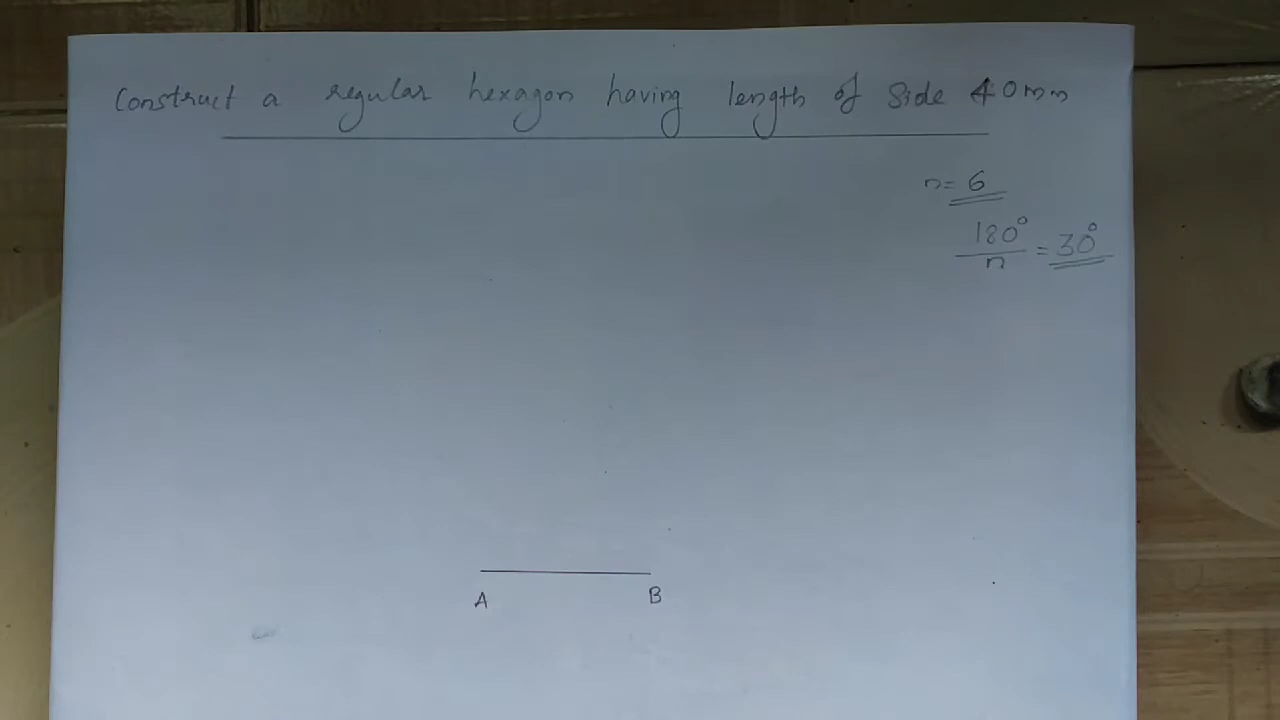 Construct a regular hexagon having length of side 40mm
n= 6
180°
n
= 30°
A B